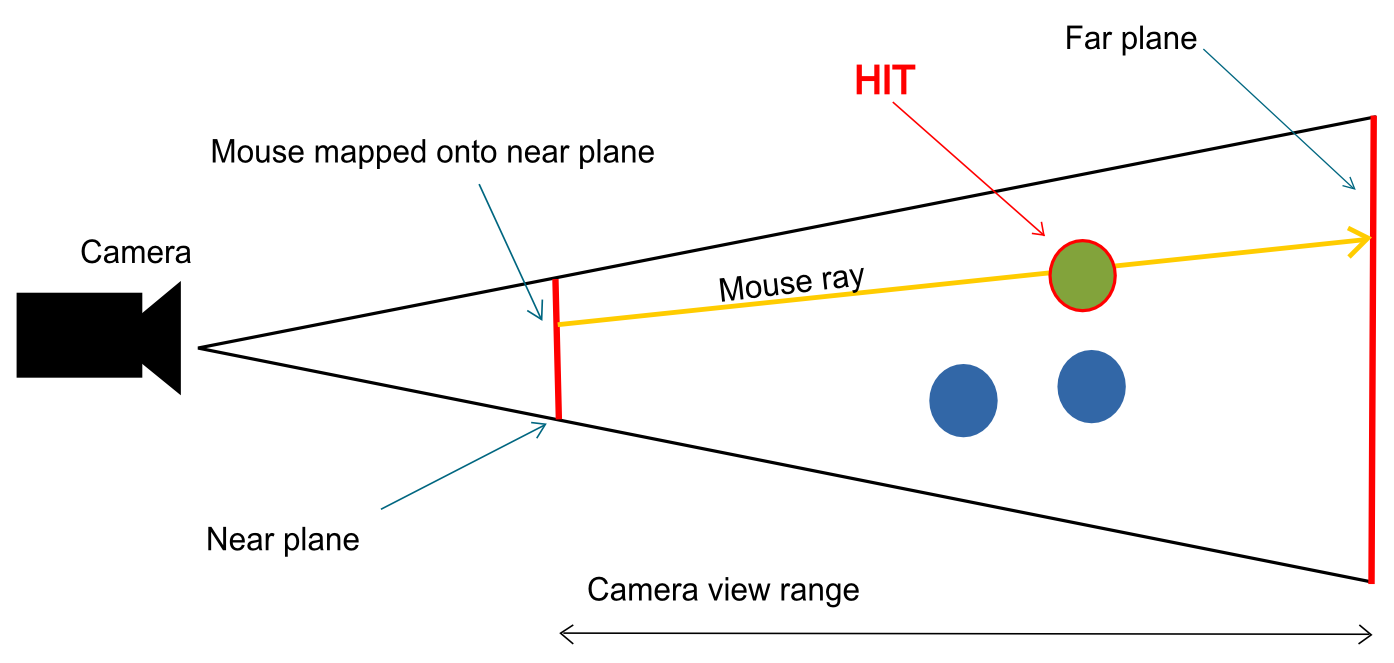 Far plane
HIT
Mouse mapped onto near plane
Camera
Mouse ray
Near plane
Camera view range